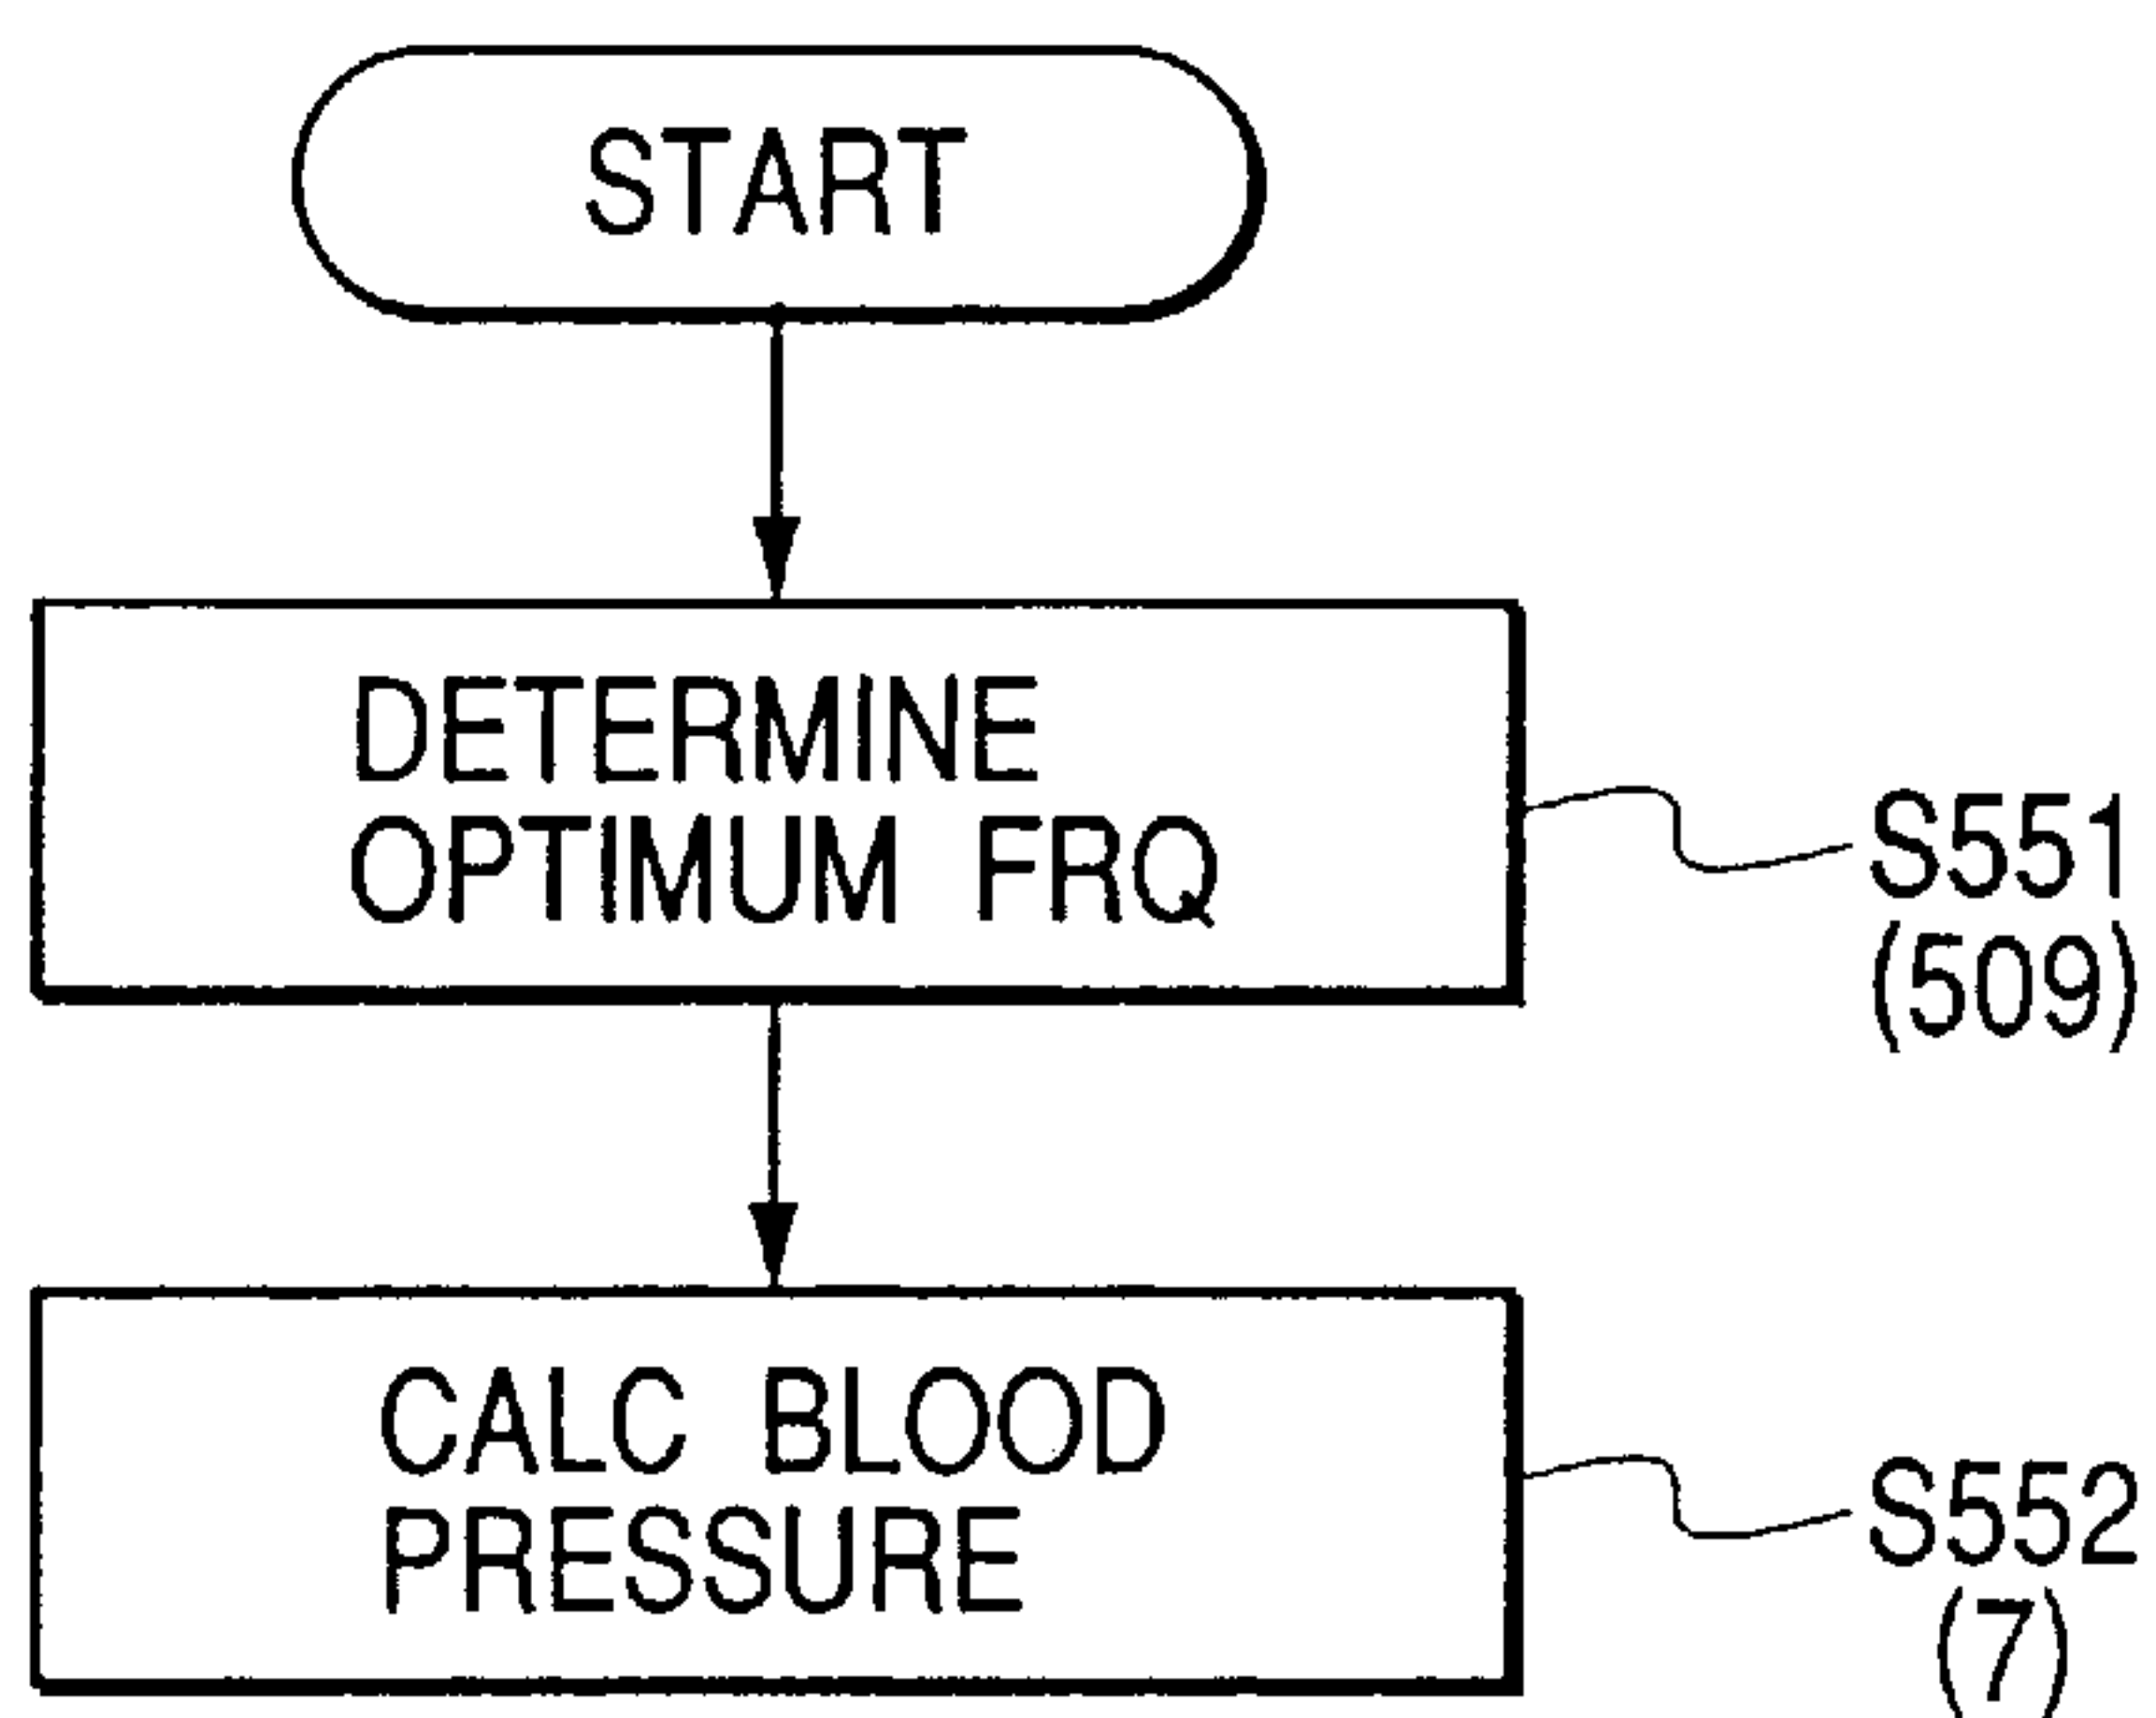 START
DETERMINE
OPTIMUM FRQ
S551
(509)
CALC BLOOD
PRESSURE
S552
(7)